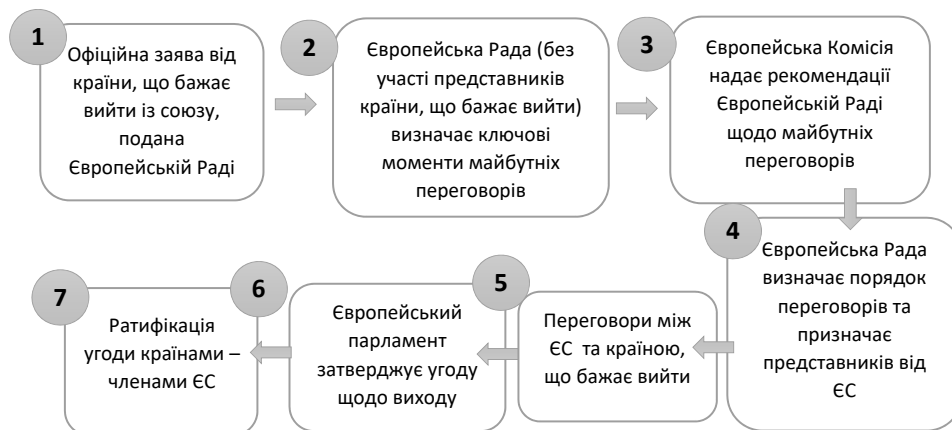 1
Офіційна заява від
країни, що бажає
вийти із союзу,
подана
Європейській Раді
2
Європейська Рада (без
участі представників
країни, що бажає вийти)
визначає ключові
моменти майбутніх
переговорів
3
Європейська Комісія
надає рекомендації
Європейській Раді
щодо майбутніх
переговорів
4
Європейська Рада
визначає порядок
переговорів та
призначає
представників від
ЄС
5
Переговори між
ЄС та країною,
що бажає вийти
6
Європейський
парламент
затверджує угоду
щодо виходу
7
Ратифікація
угоди країнами –
членами ЄС